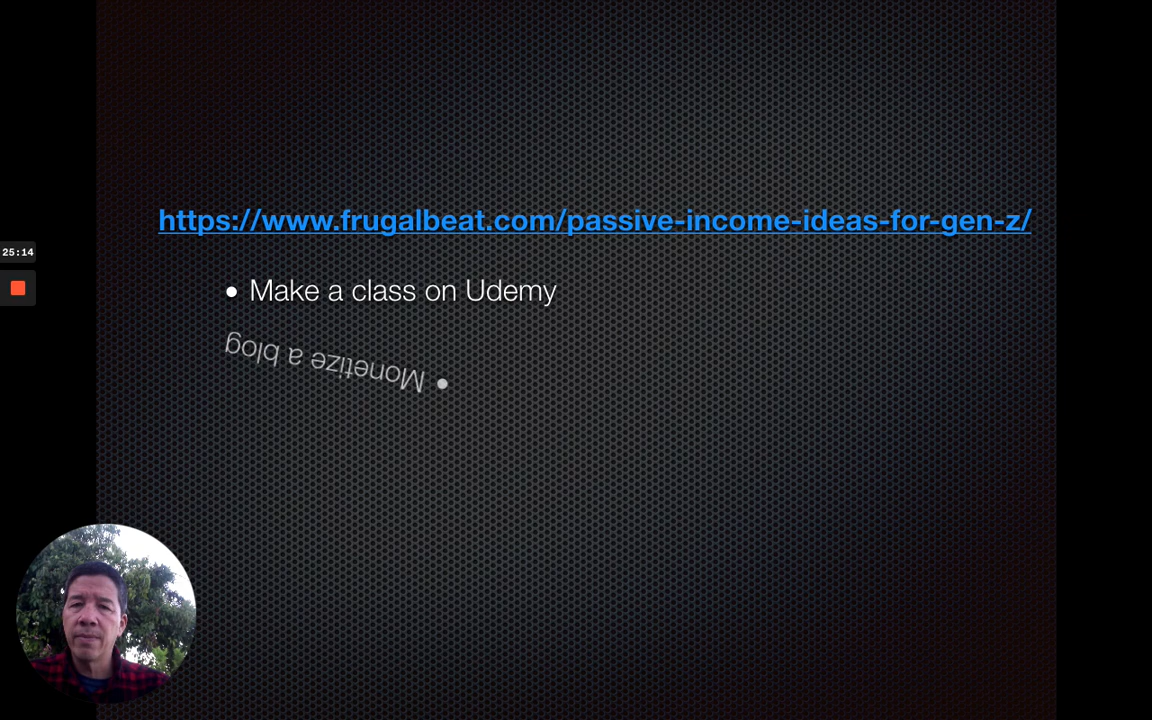 https://www.frugalbeat.com/passive-income-ideas-for-gen-z/
25:14
• Make a class on Udemy
• Monetize a blog